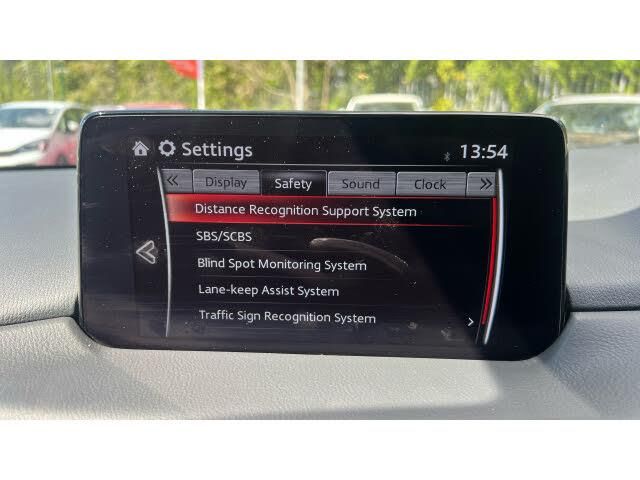 Settings
13:54
Display Safety Sound Clock
Distance Recognition Support System
SBS/SCBS
Blind Spot Monitoring System
Lane-keep Assist System
Traffic Sign Recognition System